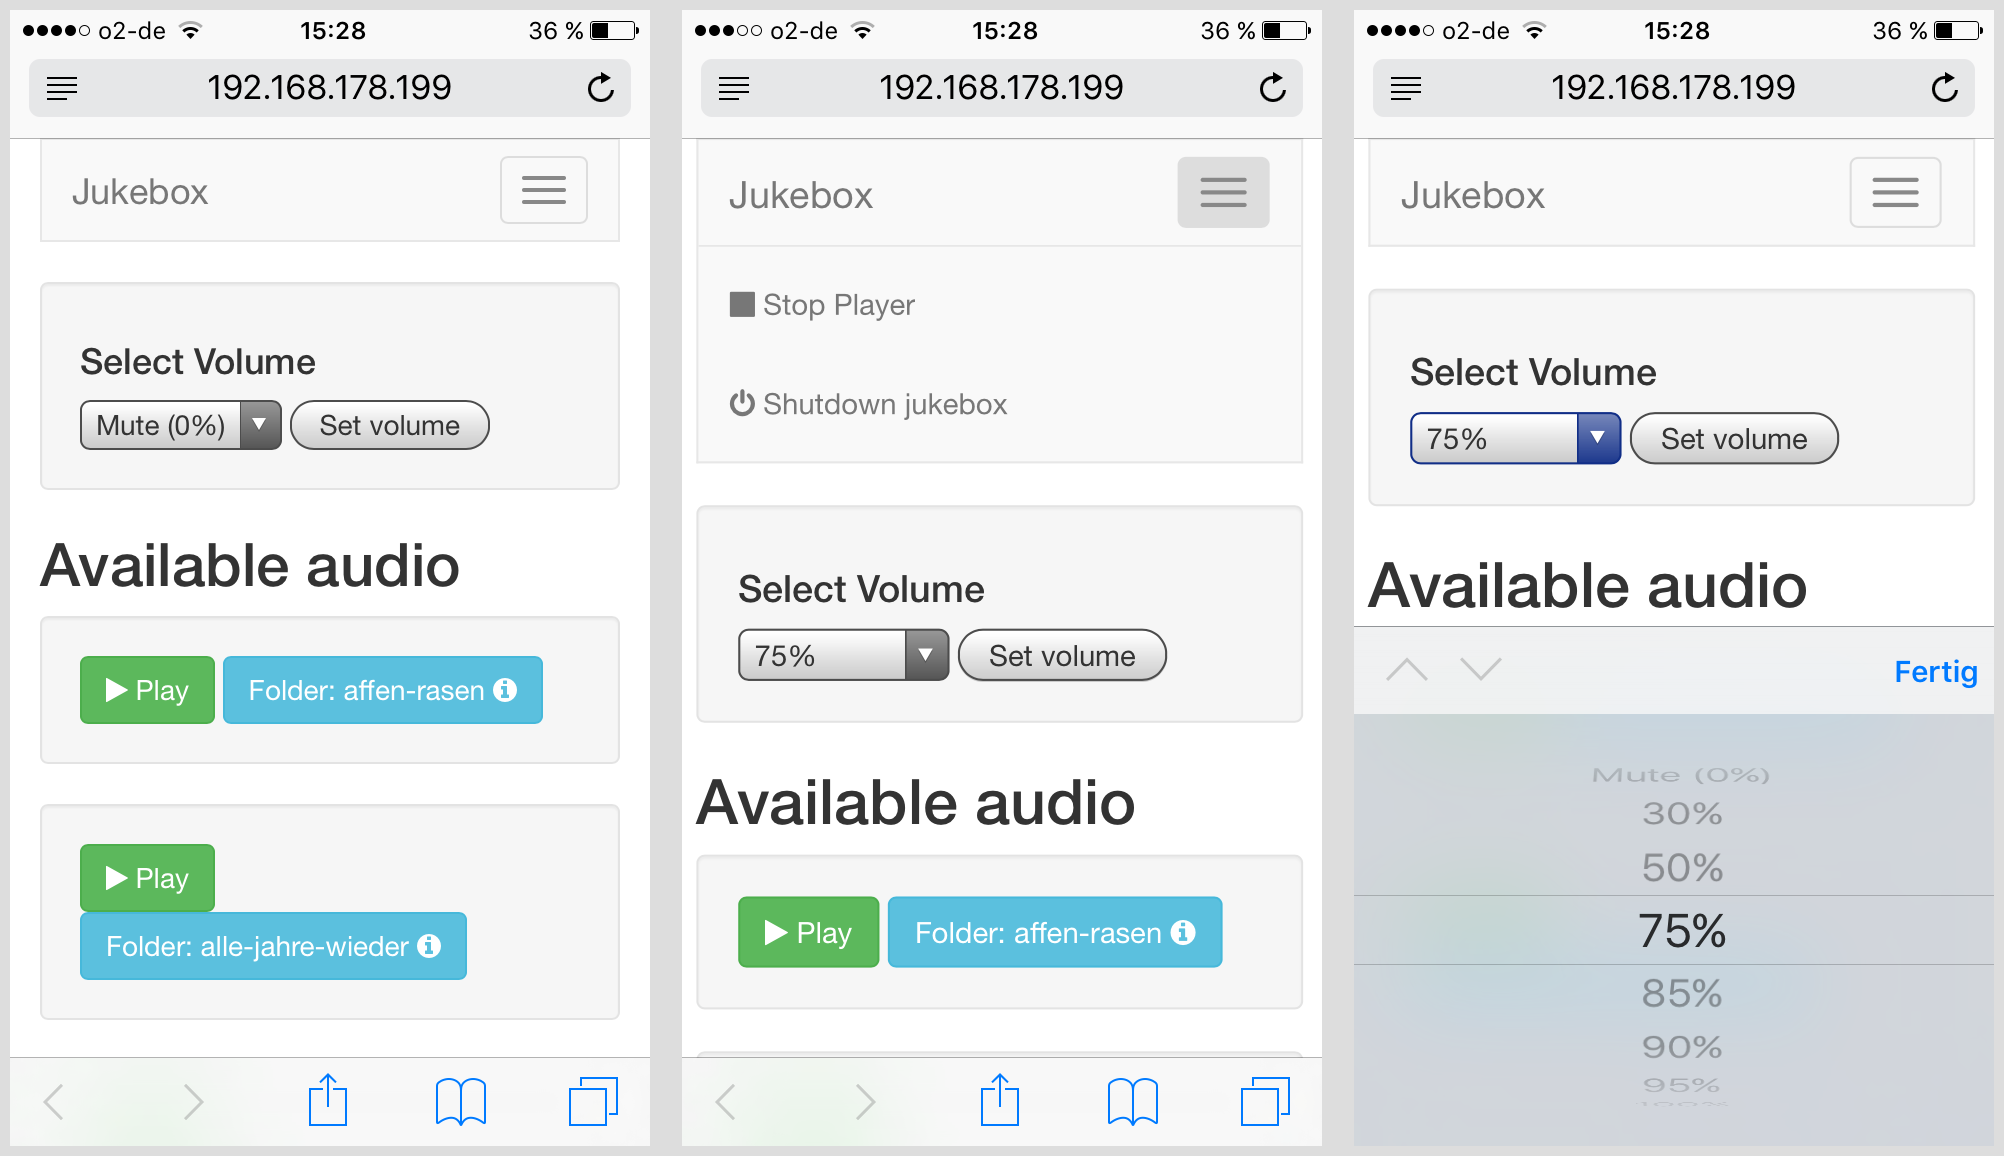 o2-de 15:28 36 %
192.168.178.199
Jukebox
Select Volume
Mute (0%) Set volume
Available audio
Play Folder: affen-rasen
Play
Folder: alle-jahre-wieder
o2-de 15:28 36 %
192.168.178.199
Jukebox
Stop Player
Shutdown jukebox
Select Volume
75% Set volume
Available audio
Play Folder: affen-rasen
o2-de 15:28 36 %
192.168.178.199
Jukebox
Select Volume
75% Set volume
Available audio
Fertig
Mute (0%)
30%
50%
75%
85%
90%
95%
100%